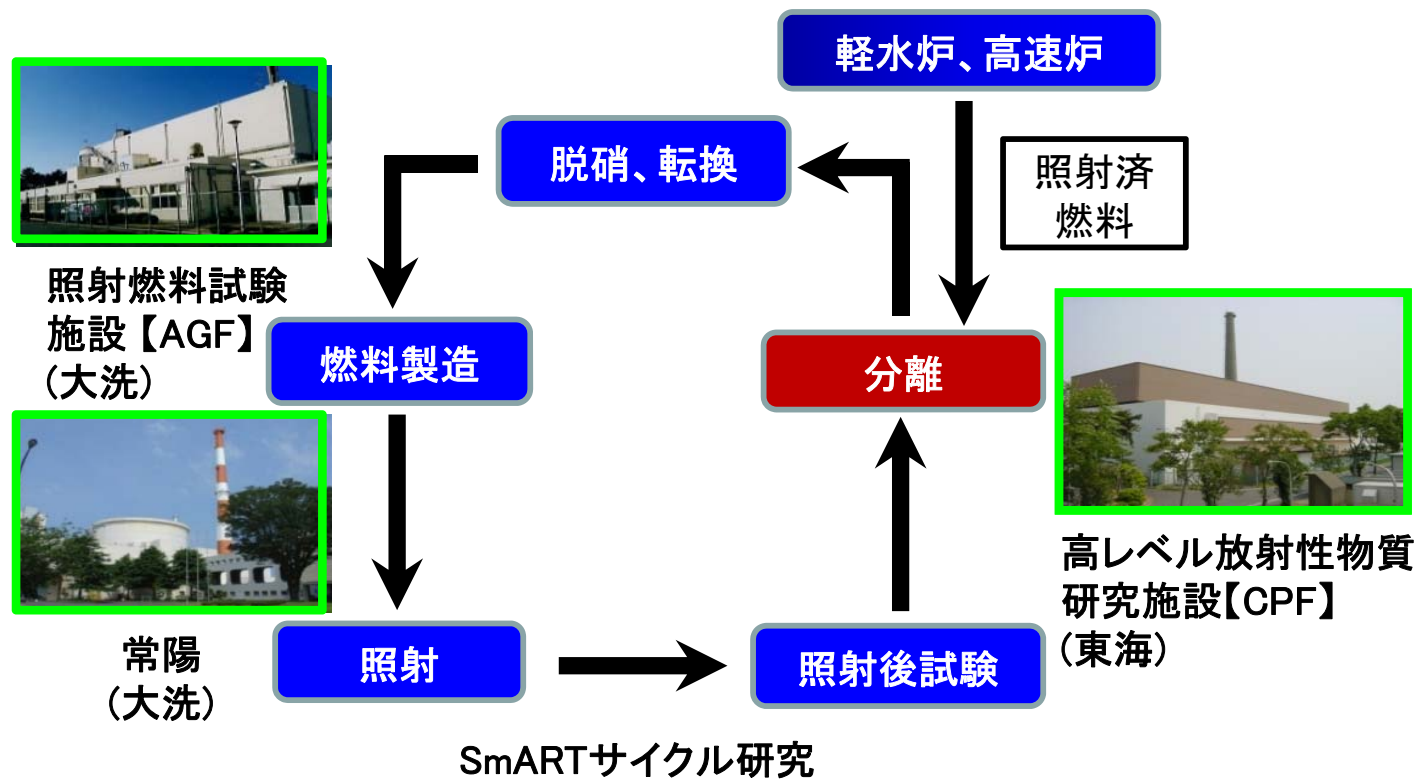 軽水炉、高速炉
脱硝、転換
照射済
燃料
照射燃料試験
施設【AGF】
(大洗)
燃料製造
分離
高レベル放射性物質
研究施設【CPF】
(東海)
常陽
(大洗)
照射
照射後試験
SmARTサイクル研究